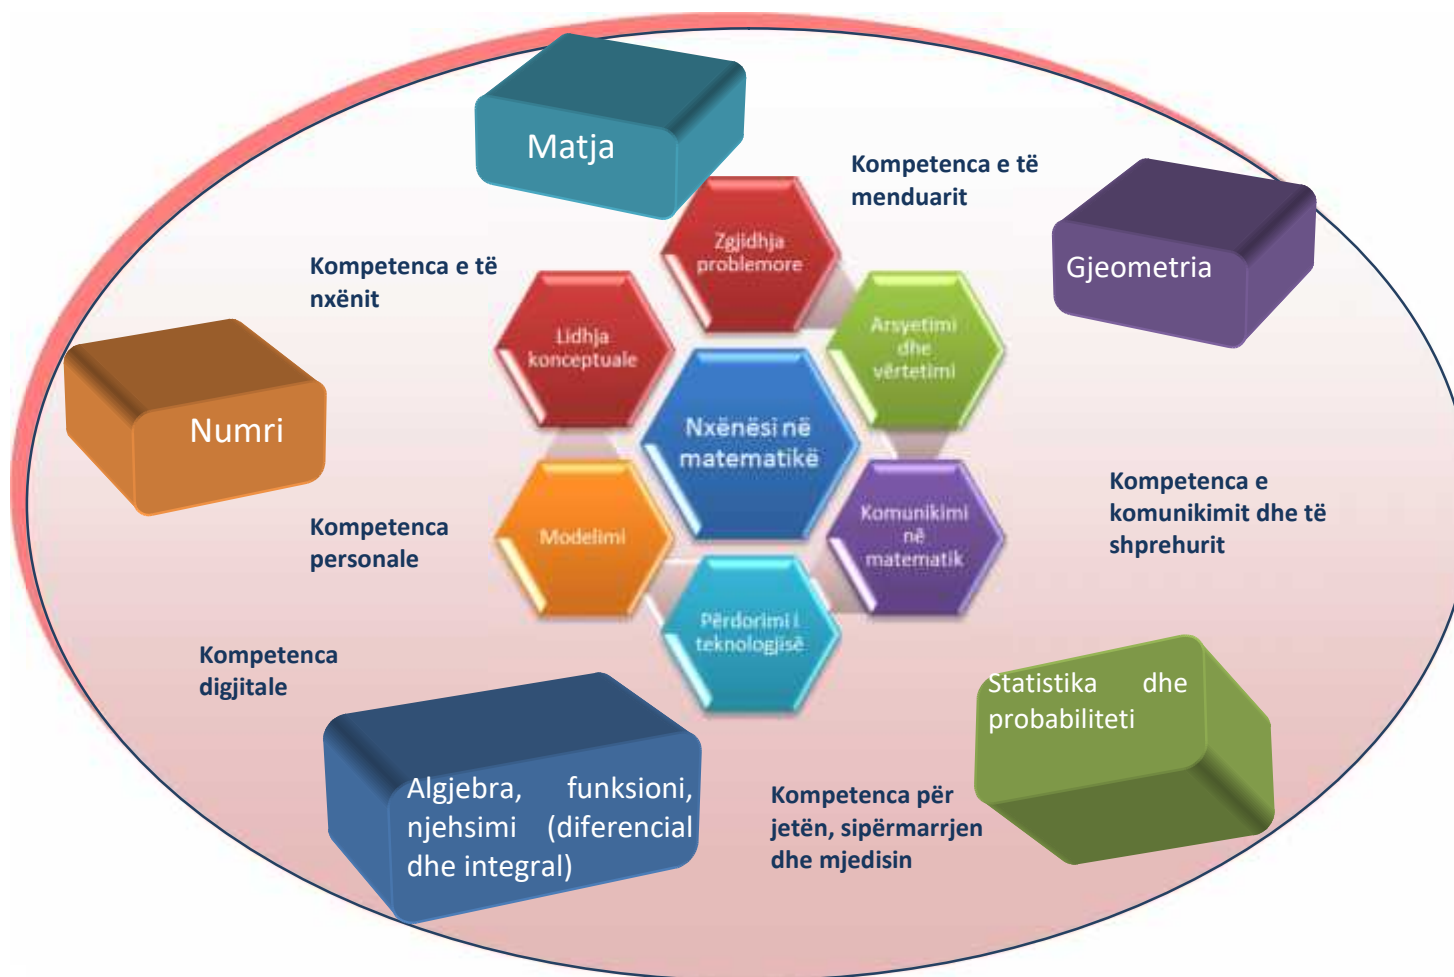 Matja
Kompetenca e të
menduarit
Gjeometria
Kompetenca e të
nxënit
Zgjidhja
problemore
Lidhja
konceptuale
Arsyetimi
dhe
vërtetimi
Numri
Nxënësi në
matematikë
Kompetenca e
komunikimit dhe të
shprehurit
Kompetenca
personale
Modelimi
Komunikimi
në
matematik
Përdorimi i
teknologjisë
Kompetenca
digjitale
Statistika dhe
probabiliteti
Algjebra, funksioni,
njehsimi (diferencial
dhe integral)
Kompetenca për
jetën, sipërmarrjen
dhe mjedisin